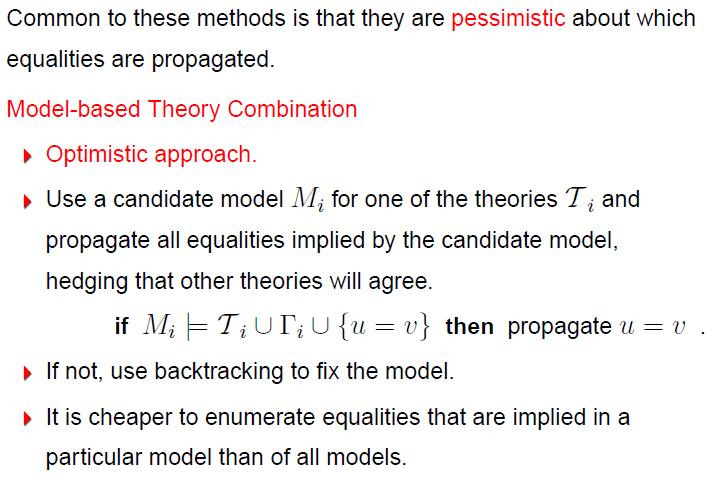 Common to these methods is that they are pessimistic about which
equalities are propagated.
Model-based Theory Combination
Optimistic approach.
Use a candidate model M_i for one of the theories 𝒯_i and
propagate all equalities implied by the candidate model,
hedging that other theories will agree.
if M_i ⊨ 𝒯_i ∪ Γ_i ∪ {u = v} then propagate u = v .
If not, use backtracking to fix the model.
It is cheaper to enumerate equalities that are implied in a
particular model than of all models.